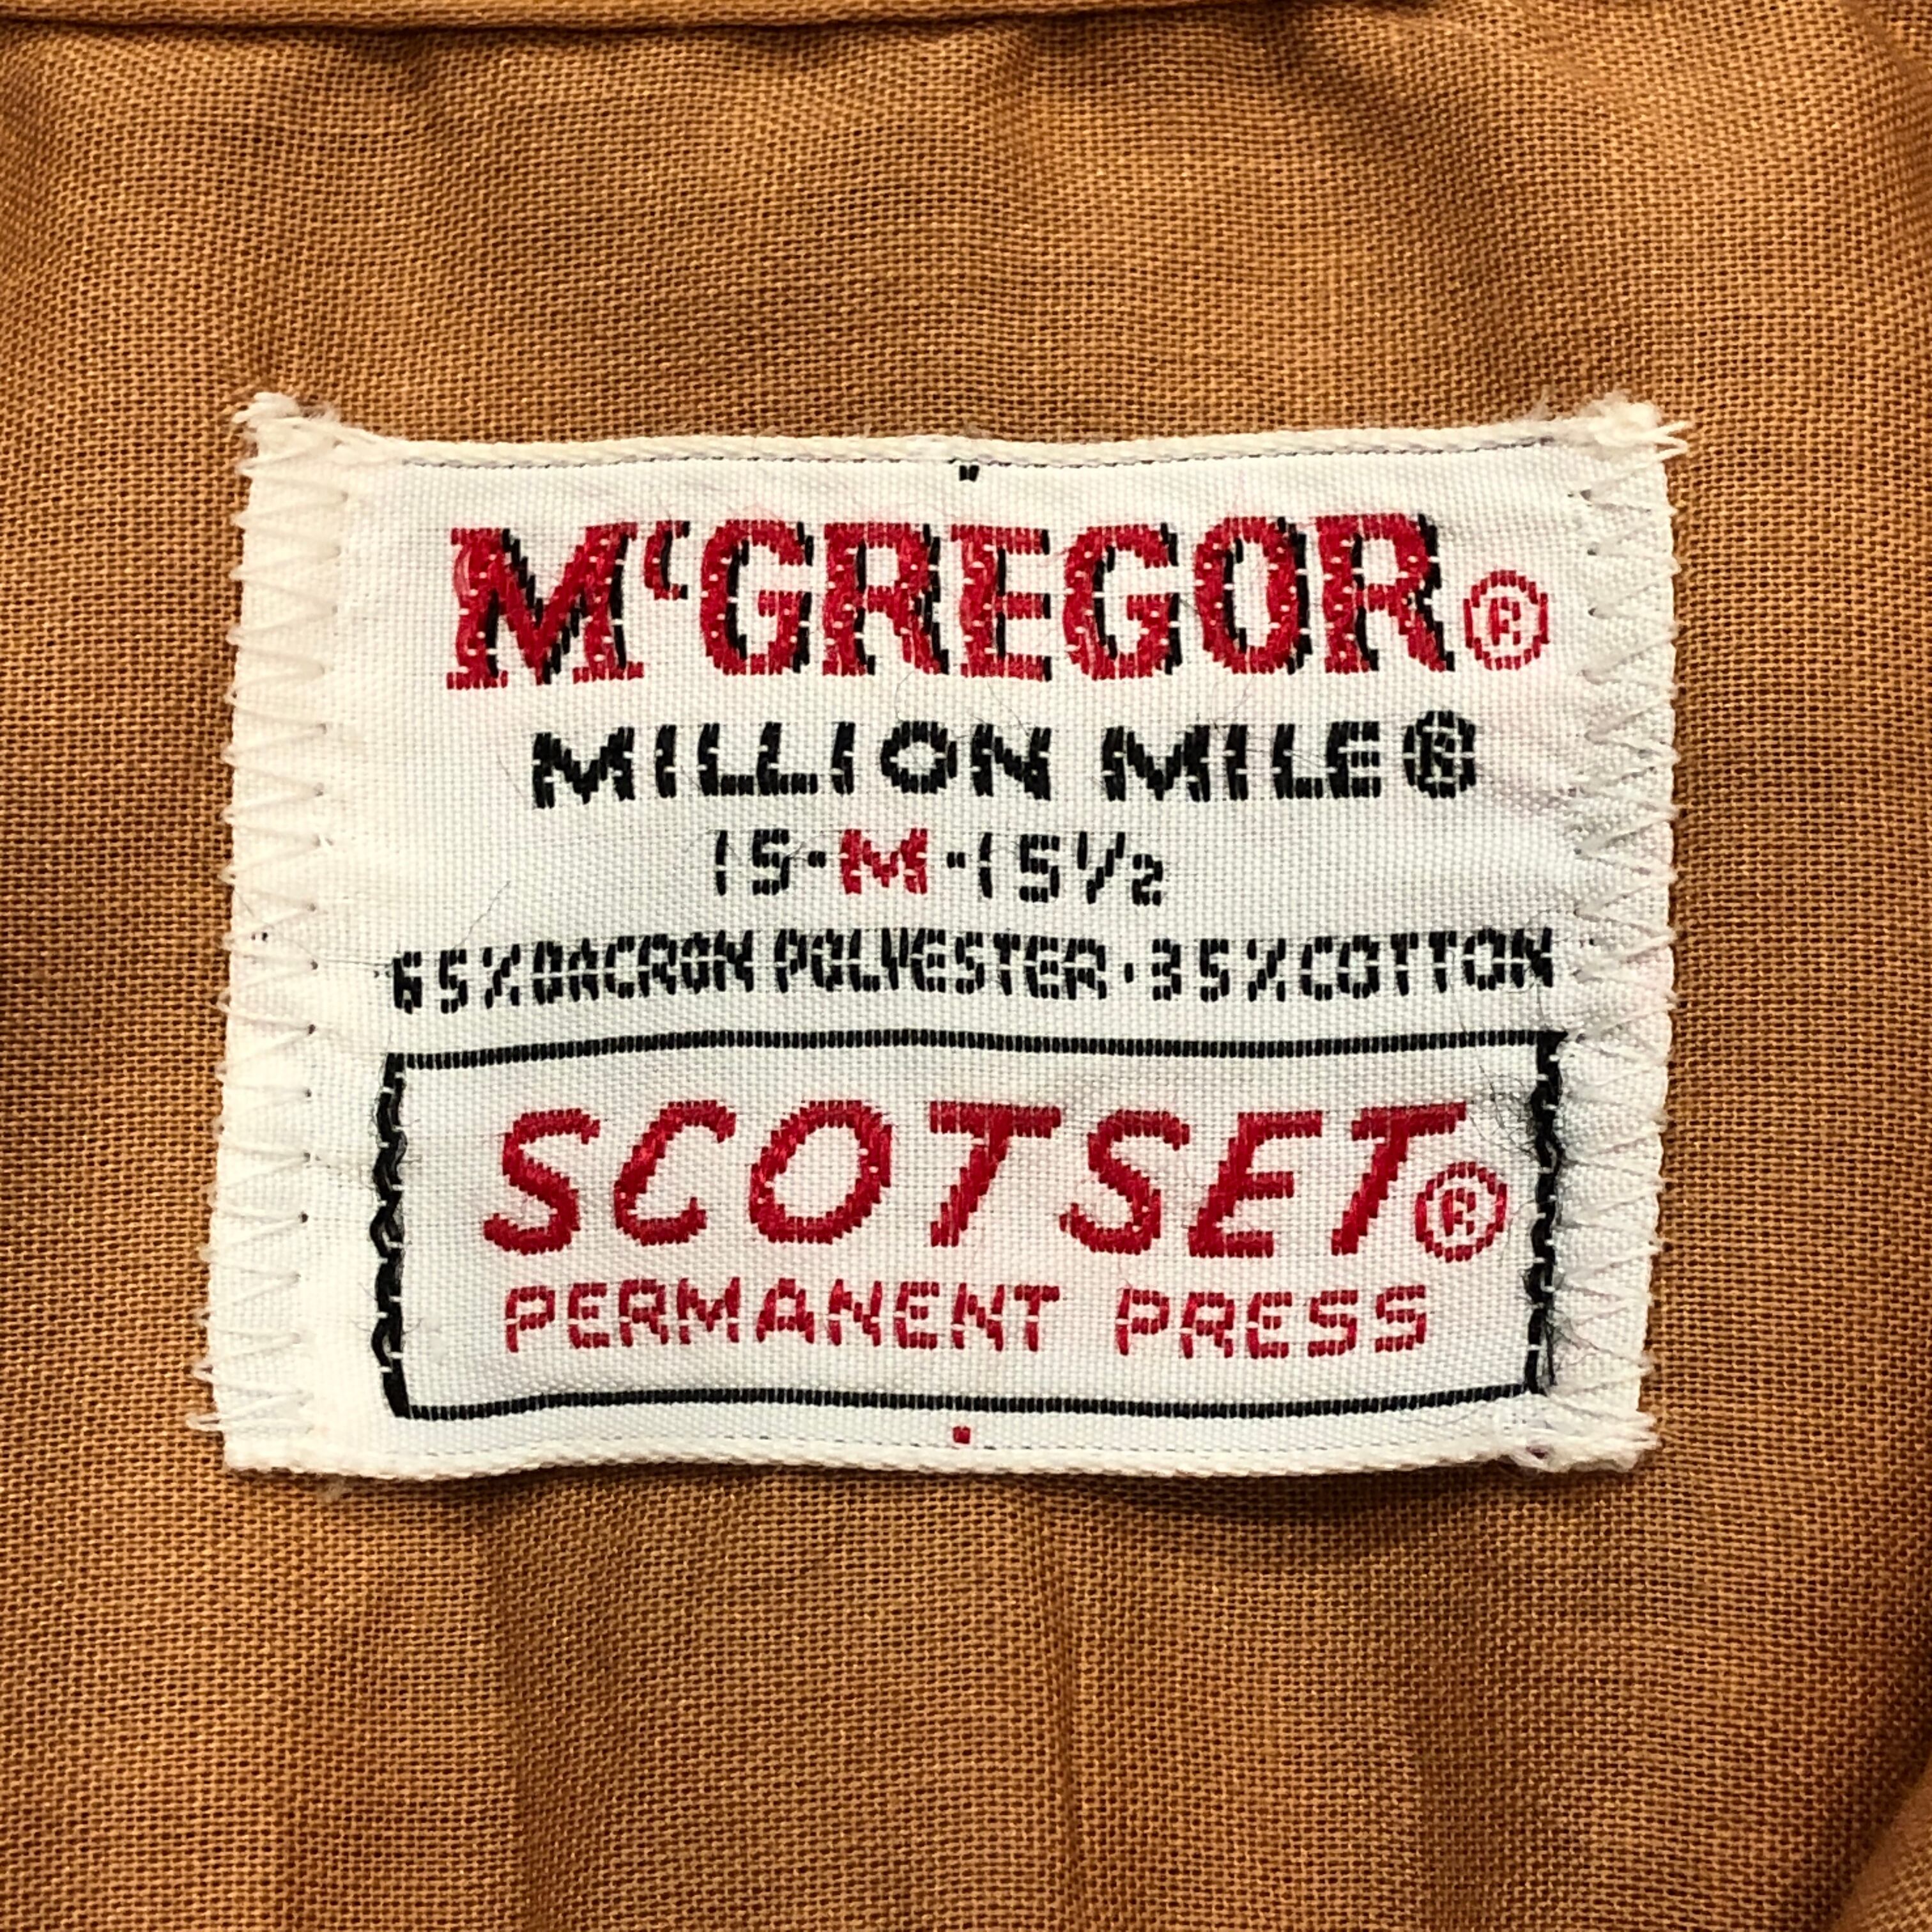 McGREGOR®
MILLION MILE®
15-M-15½
65% DACRON POLYESTER·35% COTTON
SCOTSET®
PERMANENT PRESS